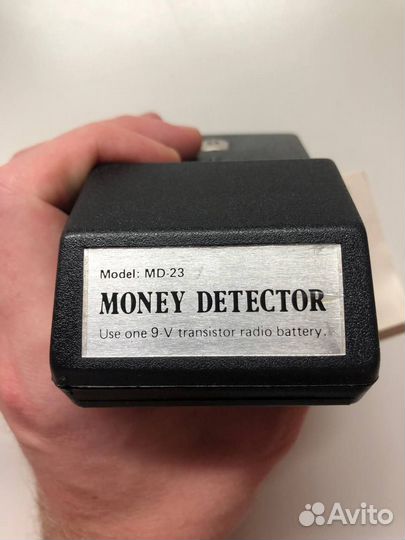 Model: MD-23
MONEY DETECTOR
Use one 9-V transistor radio battery.
Avito